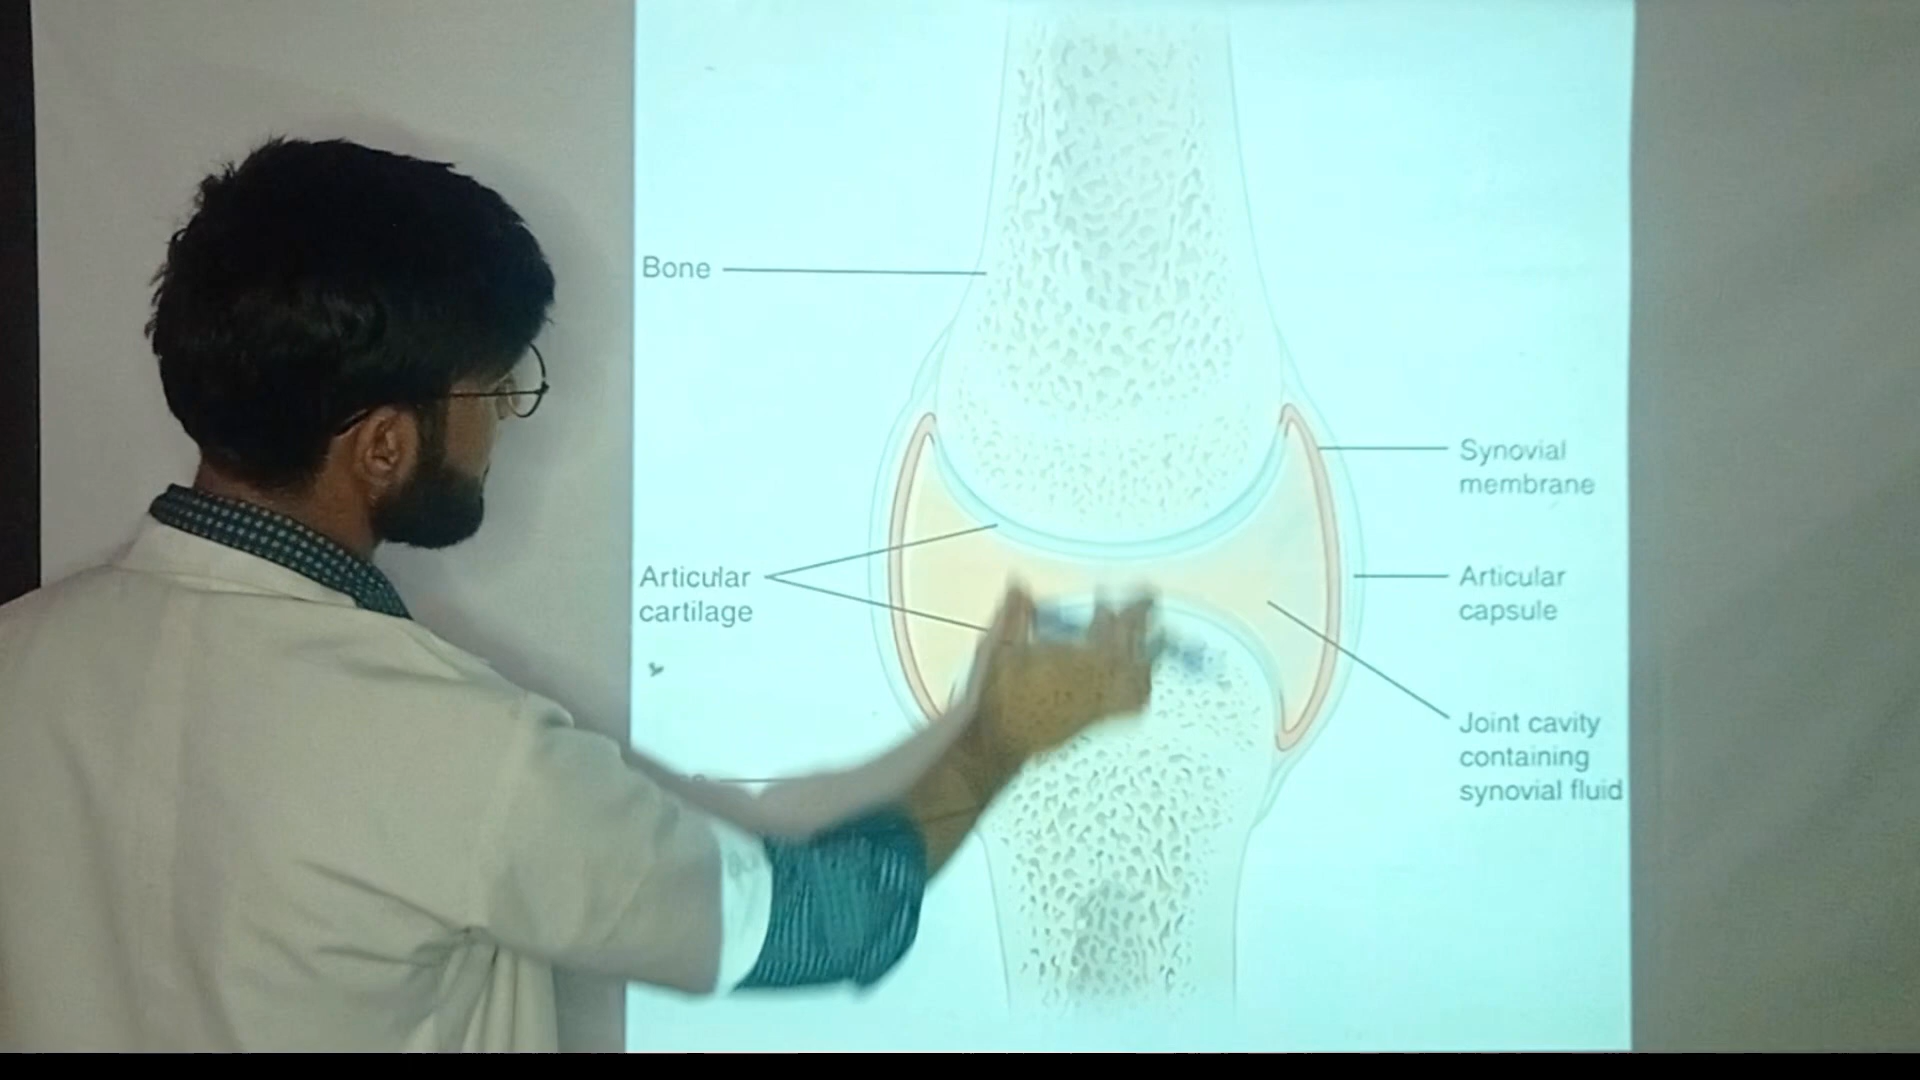 Bone
Synovial
membrane
Articular
cartilage
Articular
capsule
Joint cavity
containing
synovial fluid